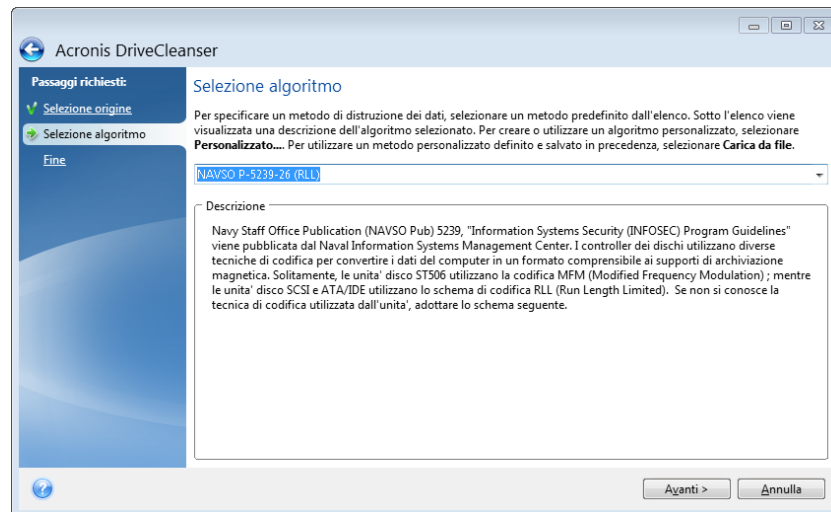 Acronis DriveCleanser
Passaggi richiesti:
Selezione origine
Selezione algoritmo
Fine
Selezione algoritmo
Per specificare un metodo di distruzione dei dati, selezionare un metodo predefinito dall'elenco. Sotto l'elenco viene
visualizzata una descrizione dell'algoritmo selezionato. Per creare o utilizzare un algoritmo personalizzato, selezionare
Personalizzato.... Per utilizzare un metodo personalizzato definito e salvato in precedenza, selezionare Carica da file.
NAVSO P-5239-26 (RLL)
Descrizione
Navy Staff Office Publication (NAVSO Pub) 5239, "Information Systems Security (INFOSEC) Program Guidelines"
viene pubblicata dal Naval Information Systems Management Center. I controller dei dischi utilizzano diverse
tecniche di codifica per convertire i dati del computer in un formato comprensibile ai supporti di archiviazione
magnetica. Solitamente, le unita' disco ST506 utilizzano la codifica MFM (Modified Frequency Modulation) ; mentre
le unita' disco SCSI e ATA/IDE utilizzano lo schema di codifica RLL (Run Length Limited).  Se non si conosce la
tecnica di codifica utilizzata dall'unita', adottare lo schema seguente.
Avanti >
Annulla